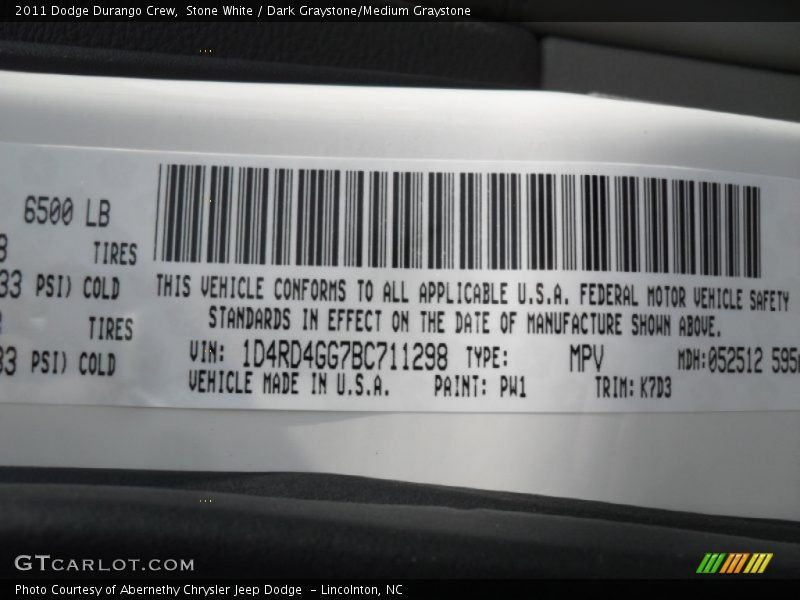 2011 Dodge Durango Crew, Stone White / Dark Graystone/Medium Graystone
6500 LB
TIRES
33 PSI) COLD
TIRES
33 PSI) COLD
THIS VEHICLE CONFORMS TO ALL APPLICABLE U.S.A. FEDERAL MOTOR VEHICLE SAFETY
STANDARDS IN EFFECT ON THE DATE OF MANUFACTURE SHOWN ABOVE.
VIN: 1D4RD4GG7BC711298 TYPE: MPV MDH:052512 595
VEHICLE MADE IN U.S.A. PAINT: PW1 TRIM: K7D3
GTCARLOT.COM
Photo Courtesy of Abernethy Chrysler Jeep Dodge - Lincolnton, NC